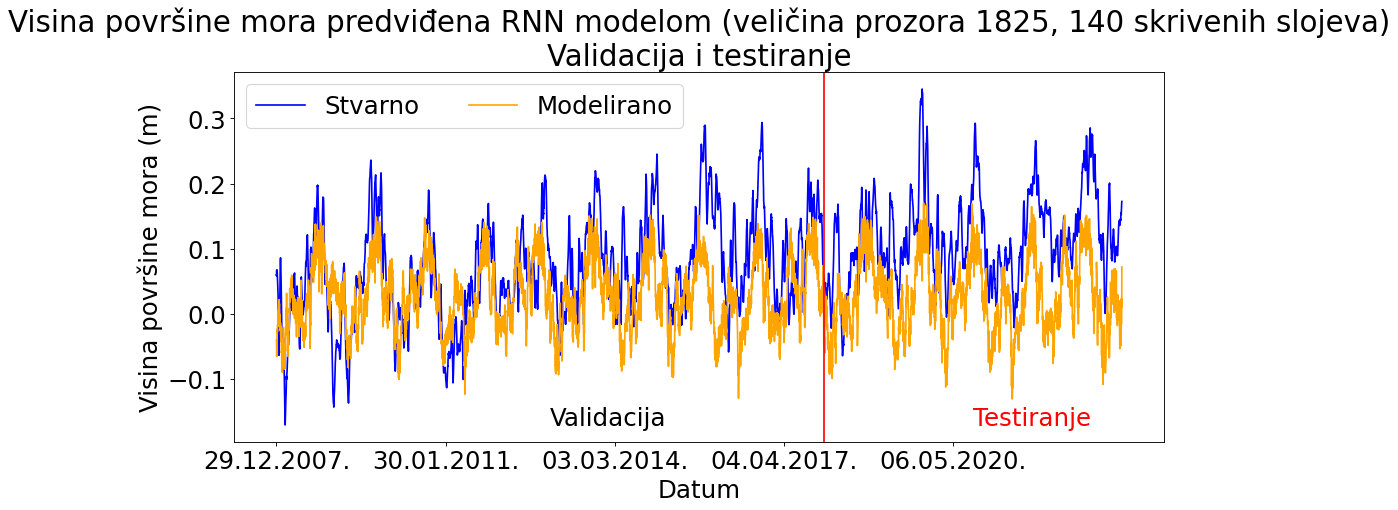 Visina površine mora predviđena RNN modelom (veličina prozora 1825, 140 skrivenih slojeva)
Validacija i testiranje
Stvarno
Modelirano
Visina površine mora (m)
0.3
0.2
0.1
0.0
−0.1
Validacija
Testiranje
29.12.2007.
30.01.2011.
03.03.2014.
04.04.2017.
06.05.2020.
Datum